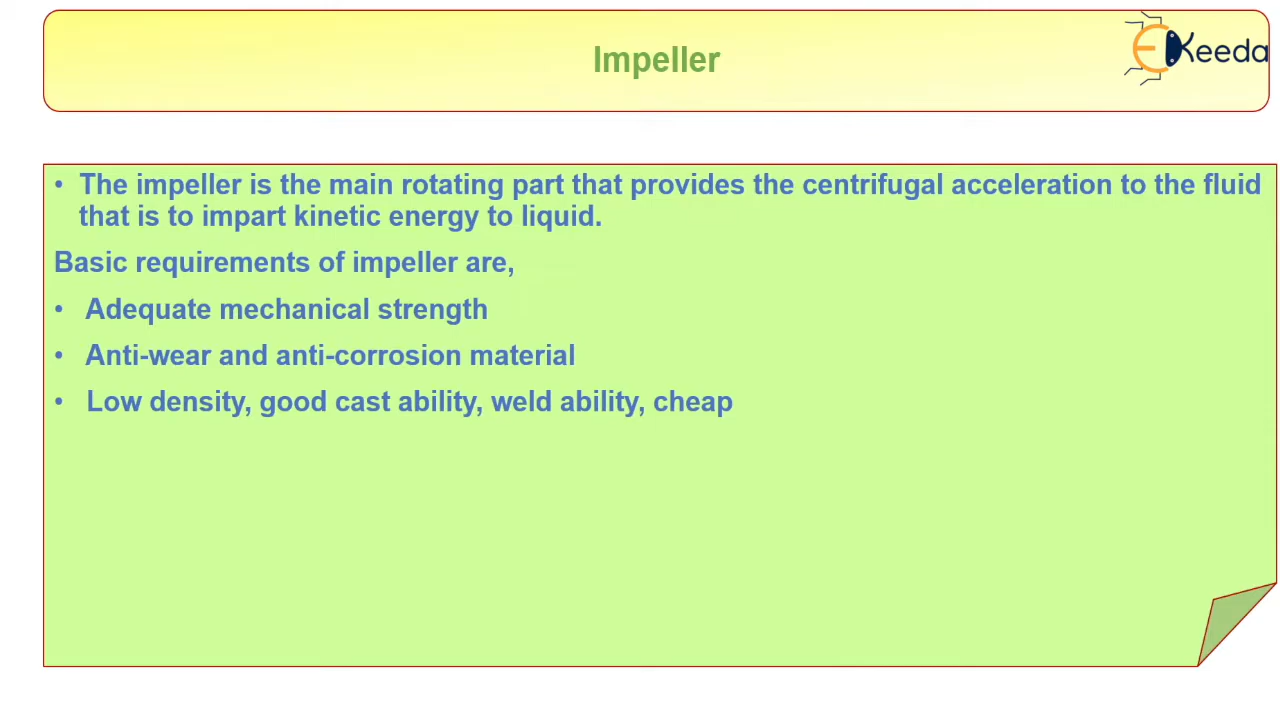 Impeller
EKeeda
• The impeller is the main rotating part that provides the centrifugal acceleration to the fluid
that is to impart kinetic energy to liquid.
Basic requirements of impeller are,
• Adequate mechanical strength
• Anti-wear and anti-corrosion material
• Low density, good cast ability, weld ability, cheap